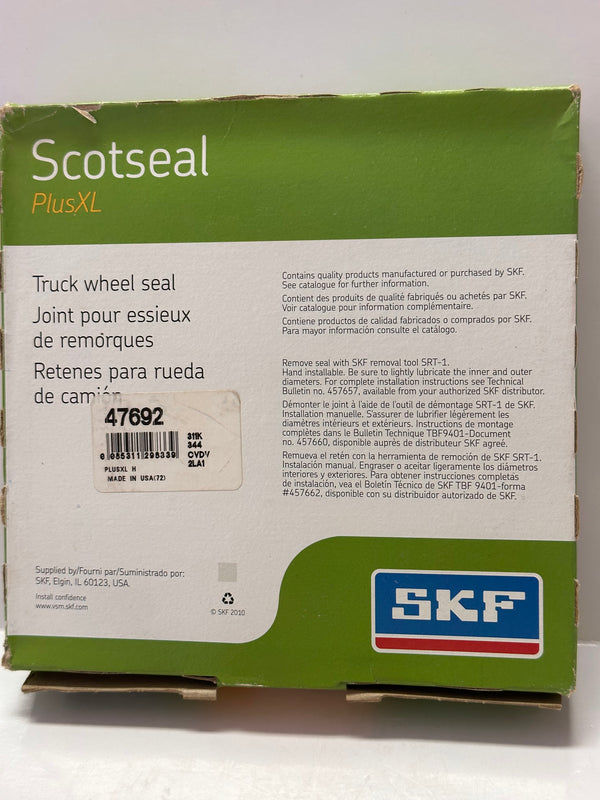 Scotseal
PlusXL
Truck wheel seal
Joint pour essieux
de remorques
Retenes para rueda
de camión
47692
311K
344
CVDV
2LA1
0 085311 295339
PLUSXL H
MADE IN USA(72)
Supplied by/Fourni par/Suministrado por:
SKF, Elgin, IL 60123, USA.
Install confidence
www.vsm.skf.com
Contains quality products manufactured or purchased by SKF.
See catalogue for further information.
Contient des produits de qualité fabriqués ou achetés par SKF.
Voir catalogue pour information complémentaire.
Contiene productos de calidad fabricados o comprados por SKF.
Para mayor información consulte el catálogo.
Remove seal with SKF removal tool SRT-1.
Hand installable. Be sure to lightly lubricate the inner and outer
diameters. For complete installation instructions see Technical
Bulletin no. 457657, available from your authorized SKF distributor.
Démonter le joint à l'aide de l'outil de démontage SRT-1 de SKF.
Installation manuelle. S'assurer de lubrifier légèrement les
diamètres intérieurs et extérieurs. Instructions de montage
complètes dans le Bulletin Technique TBF9401-Document
no. 457660, disponible auprès de distributeur SKF agréé.
Remueva el retén con la herramienta de remoción de SKF SRT-1.
Instalación manual. Engraser o aceitar ligeramente los diámetros
interiores y exteriores. Para obtener instrucciones completas
de instalación, vea el Boletín Técnico de SKF TBF 9401-forma
#457662, disponible con su distribuidor autorizado de SKF.
© SKF 2010
SKF